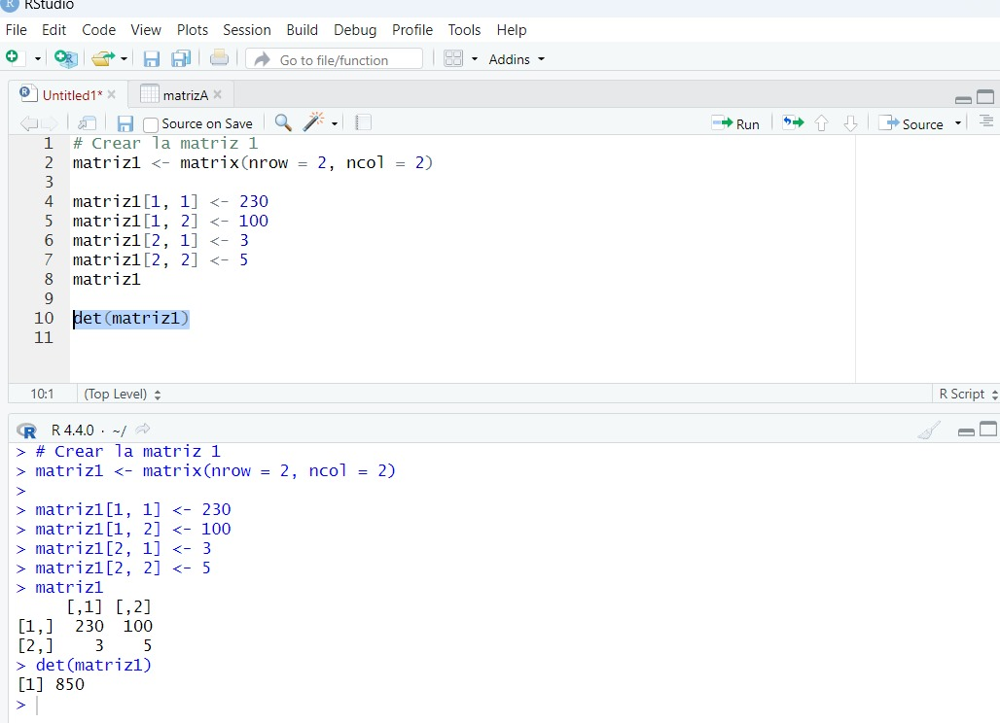 R RStudio
File Edit Code View Plots Session Build Debug Profile Tools Help
Go to file/function Addins
R Untitled1* matrizA
Source on Save Run Source
1 # Crear la matriz 1
2 matriz1 <- matrix(nrow = 2, ncol = 2)
3
4 matriz1[1, 1] <- 230
5 matriz1[1, 2] <- 100
6 matriz1[2, 1] <- 3
7 matriz1[2, 2] <- 5
8 matriz1
9
10 det(matriz1)
11
10:1 (Top Level) R Script
R R 4.4.0 · ~/
> # Crear la matriz 1
> matriz1 <- matrix(nrow = 2, ncol = 2)
>
> matriz1[1, 1] <- 230
> matriz1[1, 2] <- 100
> matriz1[2, 1] <- 3
> matriz1[2, 2] <- 5
> matriz1
     [,1] [,2]
[1,]  230  100
[2,]    3    5
> det(matriz1)
[1] 850
>